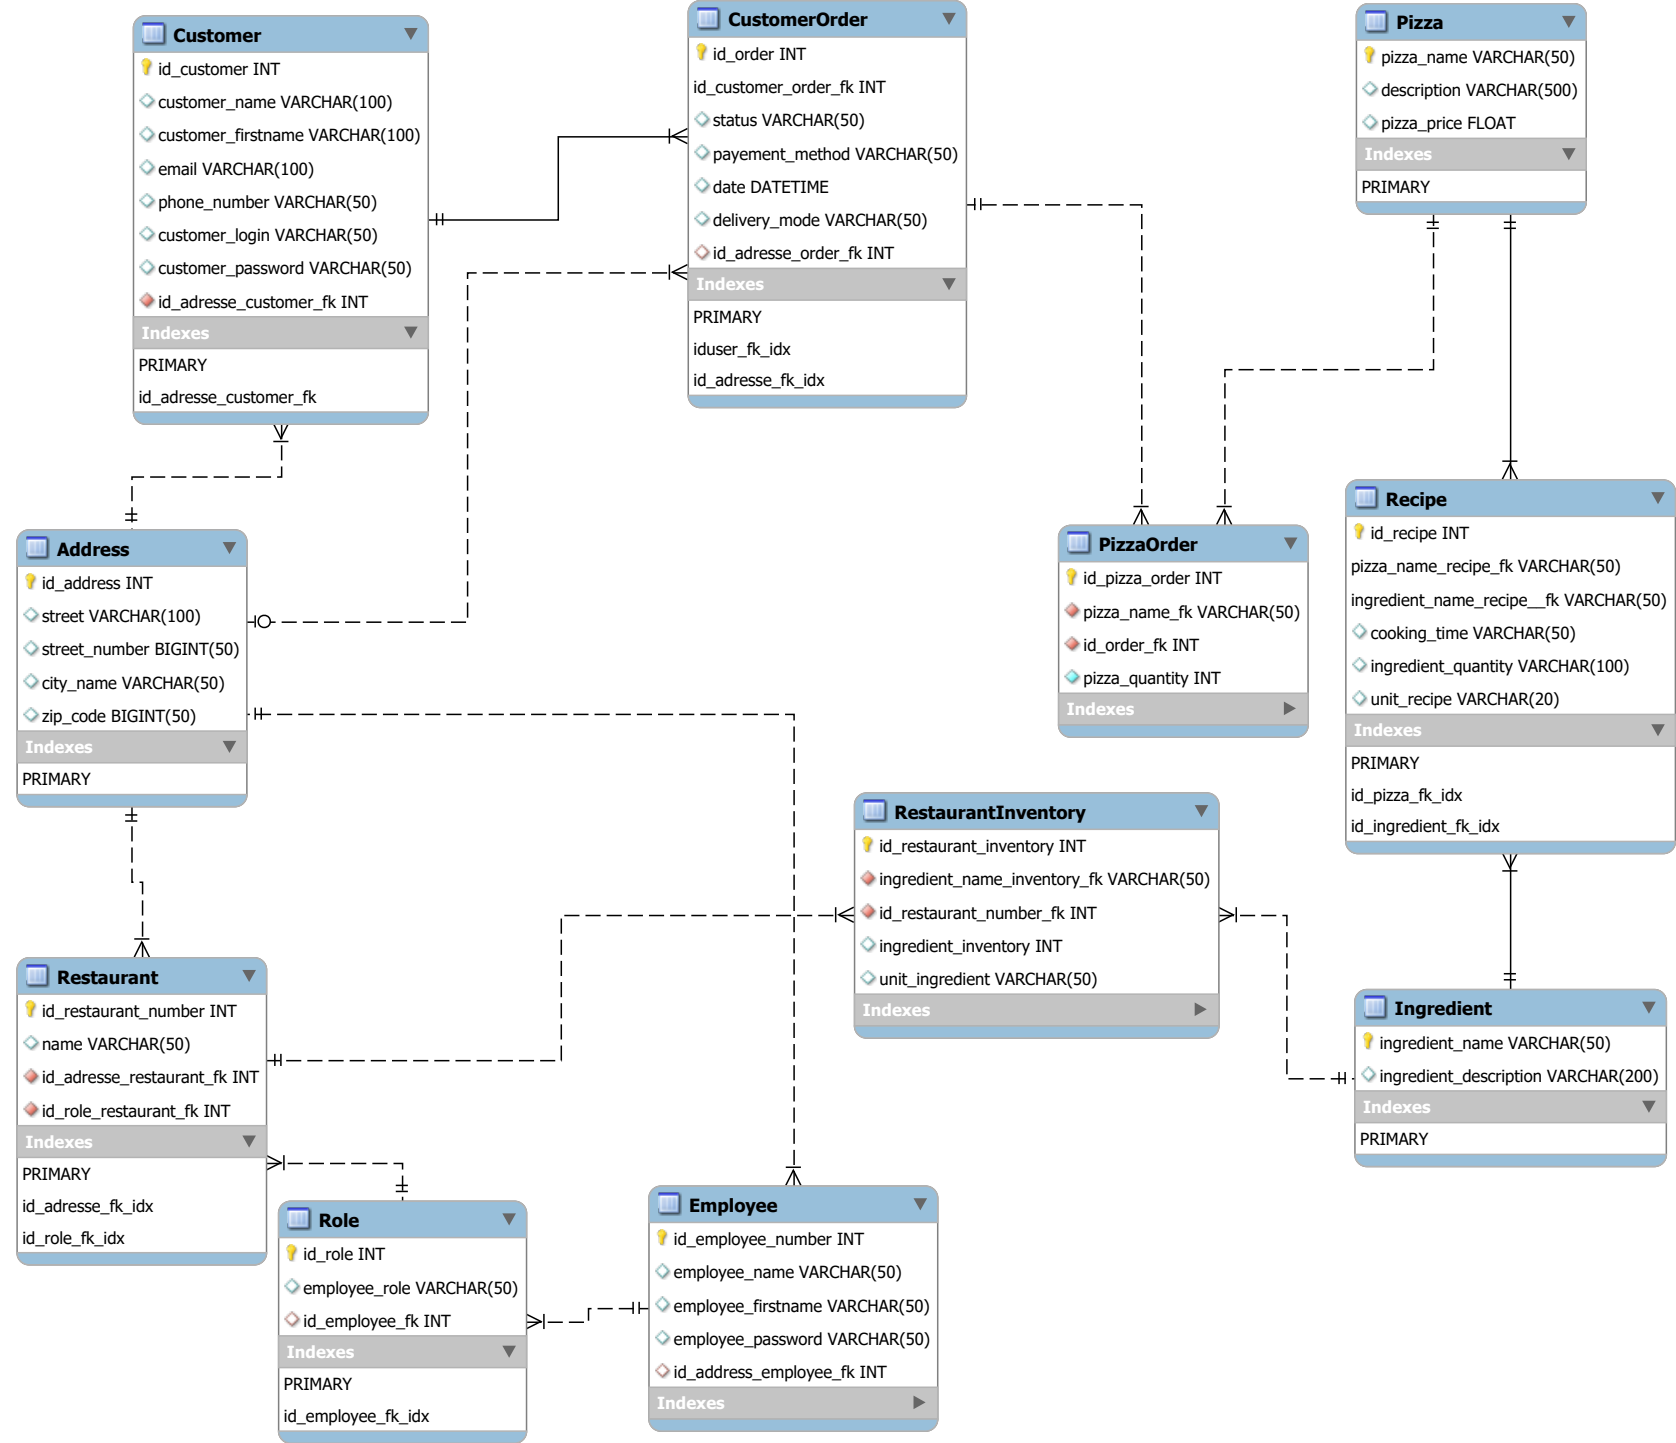 Customer
id_customer INT
customer_name VARCHAR(100)
customer_firstname VARCHAR(100)
email VARCHAR(100)
phone_number VARCHAR(50)
customer_login VARCHAR(50)
customer_password VARCHAR(50)
id_adresse_customer_fk INT
Indexes
PRIMARY
id_adresse_customer_fk
CustomerOrder
id_order INT
id_customer_order_fk INT
status VARCHAR(50)
payement_method VARCHAR(50)
date DATETIME
delivery_mode VARCHAR(50)
id_adresse_order_fk INT
Indexes
PRIMARY
iduser_fk_idx
id_adresse_fk_idx
Pizza
pizza_name VARCHAR(50)
description VARCHAR(500)
pizza_price FLOAT
Indexes
PRIMARY
Address
id_address INT
street VARCHAR(100)
street_number BIGINT(50)
city_name VARCHAR(50)
zip_code BIGINT(50)
Indexes
PRIMARY
PizzaOrder
id_pizza_order INT
pizza_name_fk VARCHAR(50)
id_order_fk INT
pizza_quantity INT
Indexes
Recipe
id_recipe INT
pizza_name_recipe_fk VARCHAR(50)
ingredient_name_recipe__fk VARCHAR(50)
cooking_time VARCHAR(50)
ingredient_quantity VARCHAR(100)
unit_recipe VARCHAR(20)
Indexes
PRIMARY
id_pizza_fk_idx
id_ingredient_fk_idx
RestaurantInventory
id_restaurant_inventory INT
ingredient_name_inventory_fk VARCHAR(50)
id_restaurant_number_fk INT
ingredient_inventory INT
unit_ingredient VARCHAR(50)
Indexes
Restaurant
id_restaurant_number INT
name VARCHAR(50)
id_adresse_restaurant_fk INT
id_role_restaurant_fk INT
Indexes
PRIMARY
id_adresse_fk_idx
id_role_fk_idx
Ingredient
ingredient_name VARCHAR(50)
ingredient_description VARCHAR(200)
Indexes
PRIMARY
Role
id_role INT
employee_role VARCHAR(50)
id_employee_fk INT
Indexes
PRIMARY
id_employee_fk_idx
Employee
id_employee_number INT
employee_name VARCHAR(50)
employee_firstname VARCHAR(50)
employee_password VARCHAR(50)
id_address_employee_fk INT
Indexes